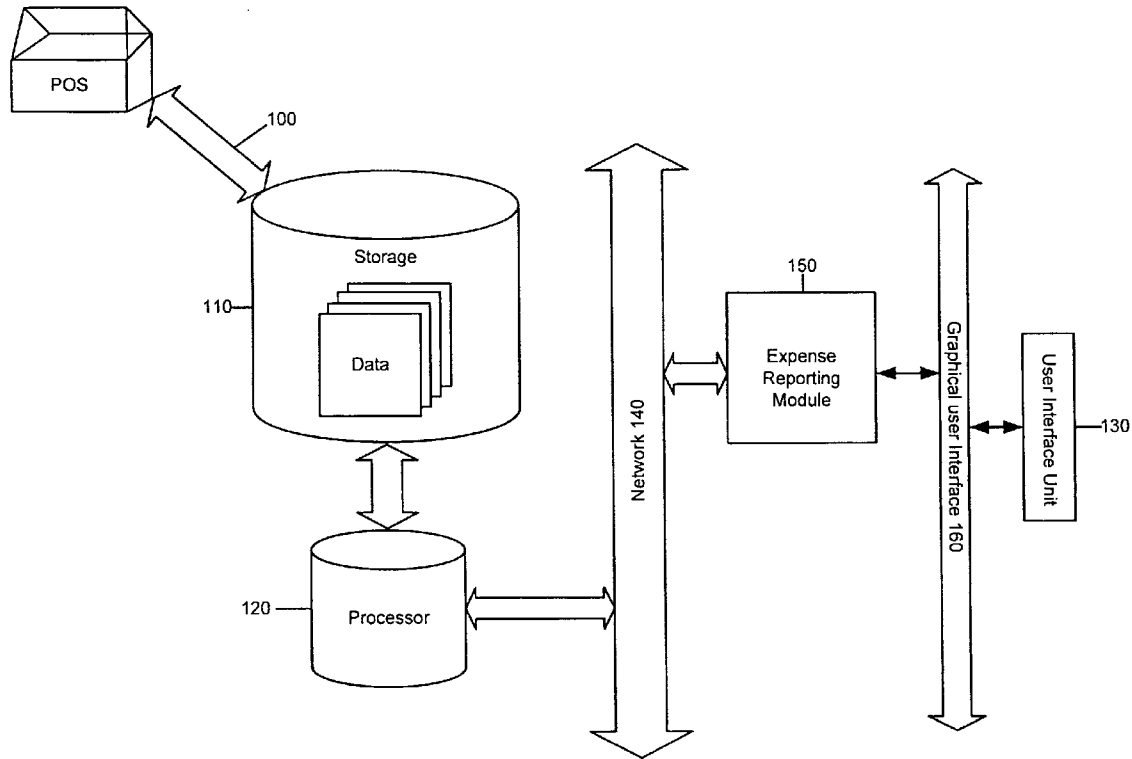 POS
100
Storage
110
Data
150
Expense
Reporting
Module
Network 140
Graphical user Interface 160
User Interface Unit
130
120
Processor